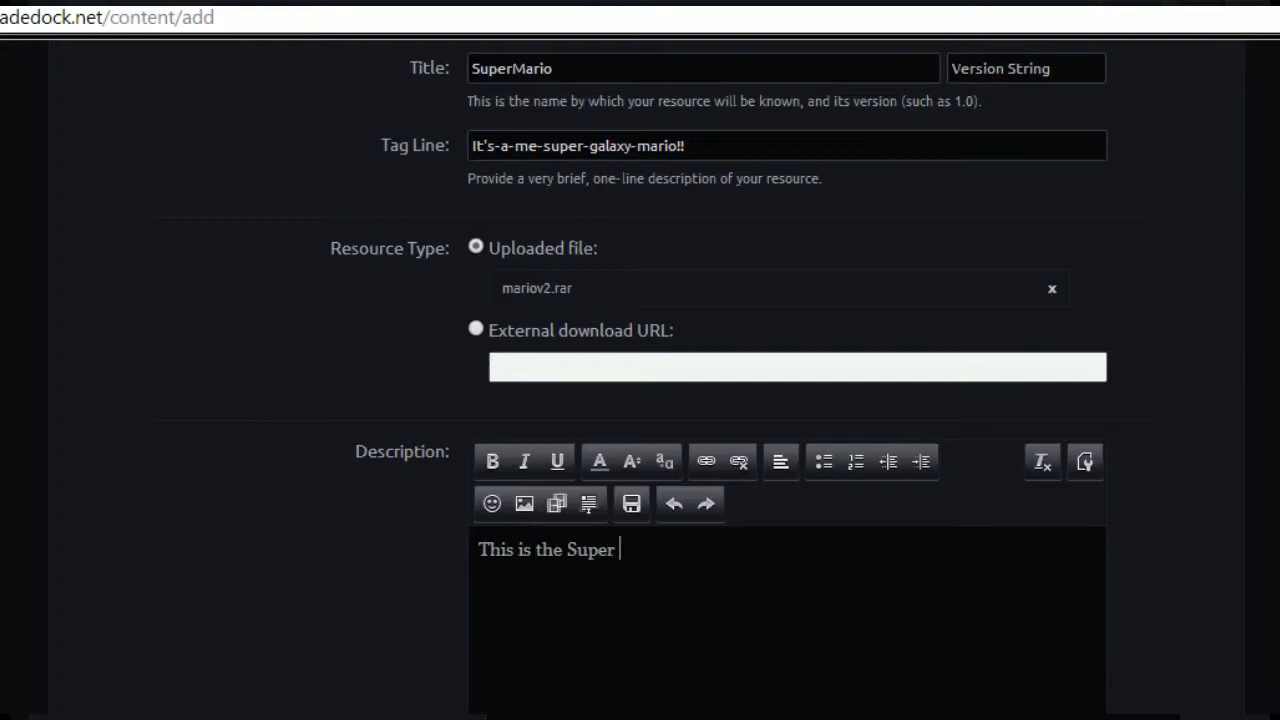 adedock.net/content/add
Title: SuperMario Version String
This is the name by which your resource will be known, and its version (such as 1.0).
Tag Line: It's-a-me-super-galaxy-mario!!
Provide a very brief, one-line description of your resource.
Resource Type: Uploaded file:
mariov2.rar x
External download URL:
Description:
This is the Super